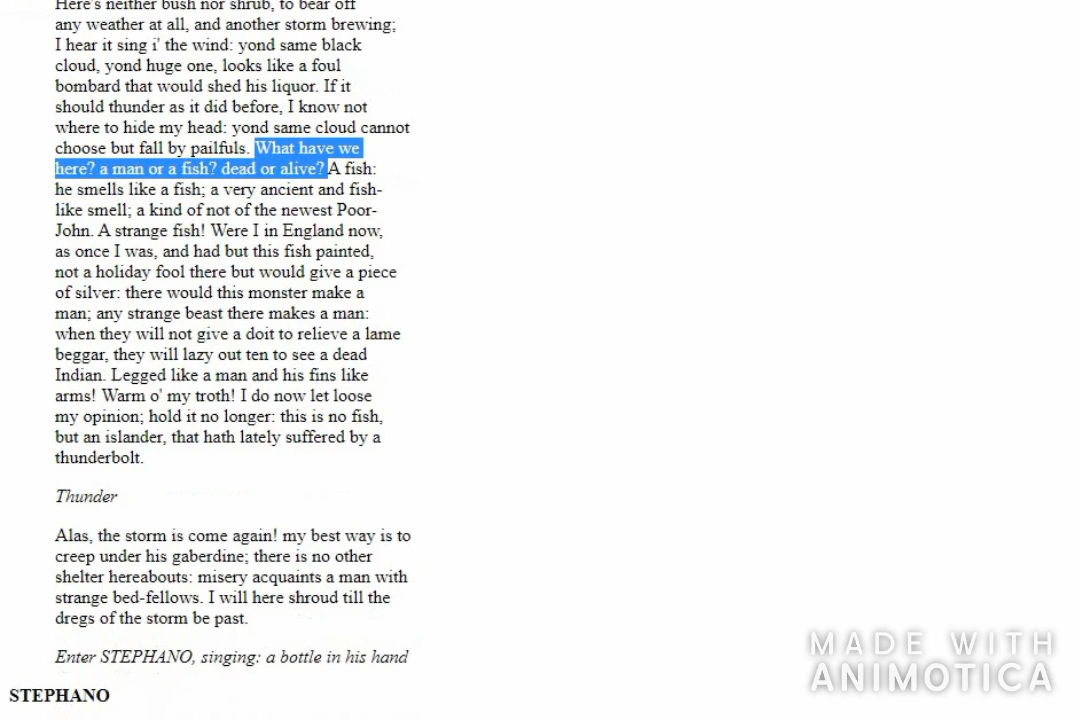 Here's neither bush nor shrub, to bear off
any weather at all, and another storm brewing;
I hear it sing i' the wind: yond same black
cloud, yond huge one, looks like a foul
bombard that would shed his liquor. If it
should thunder as it did before, I know not
where to hide my head: yond same cloud cannot
choose but fall by pailfuls. What have we
here? a man or a fish? dead or alive? A fish:
he smells like a fish; a very ancient and fish-
like smell; a kind of not of the newest Poor-
John. A strange fish! Were I in England now,
as once I was, and had but this fish painted,
not a holiday fool there but would give a piece
of silver: there would this monster make a
man; any strange beast there makes a man:
when they will not give a doit to relieve a lame
beggar, they will lazy out ten to see a dead
Indian. Legged like a man and his fins like
arms! Warm o' my troth! I do now let loose
my opinion; hold it no longer: this is no fish,
but an islander, that hath lately suffered by a
thunderbolt.
Thunder
Alas, the storm is come again! my best way is to
creep under his gaberdine; there is no other
shelter hereabouts: misery acquaints a man with
strange bed-fellows. I will here shroud till the
dregs of the storm be past.
Enter STEPHANO, singing: a bottle in his hand
STEPHANO
MADE WITH
ANIMOTICA